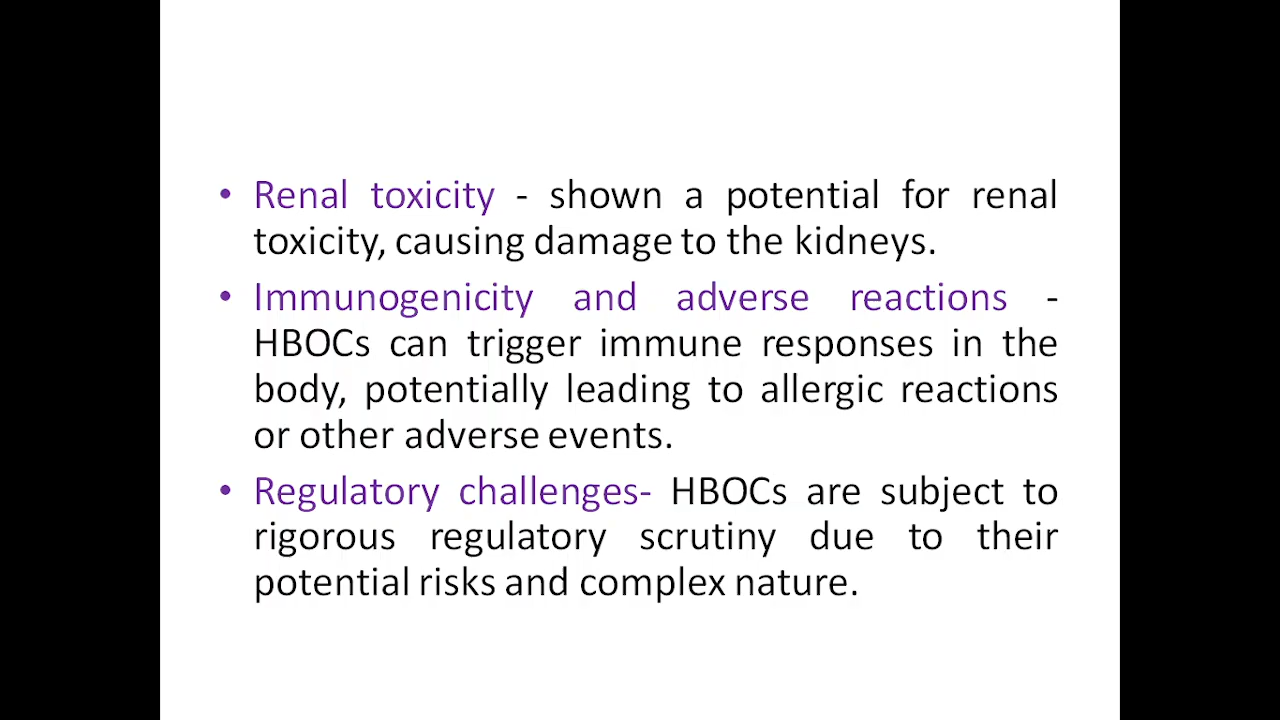 • Renal toxicity - shown a potential for renal
toxicity, causing damage to the kidneys.
• Immunogenicity and adverse reactions -
HBOCs can trigger immune responses in the
body, potentially leading to allergic reactions
or other adverse events.
• Regulatory challenges- HBOCs are subject to
rigorous regulatory scrutiny due to their
potential risks and complex nature.